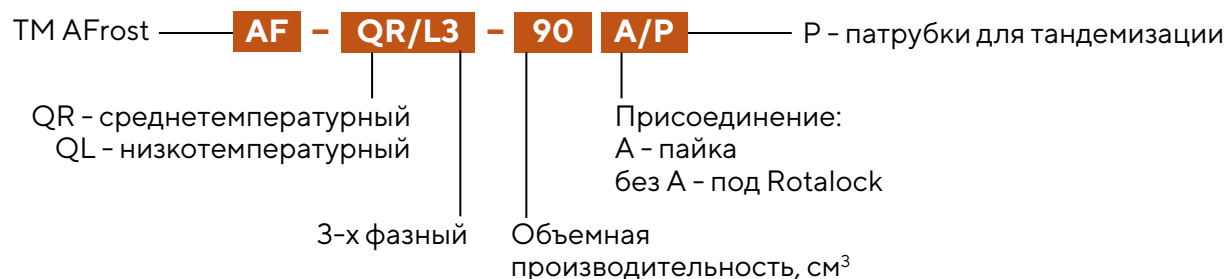 TM AFrost AF - QR/L3 - 90 A/P P - патрубки для тандемизации
QR - среднетемпературный
QL - низкотемпературный
Присоединение:
A - пайка
без A - под Rotalock
3-х фазный
Объемная
производительность, см³